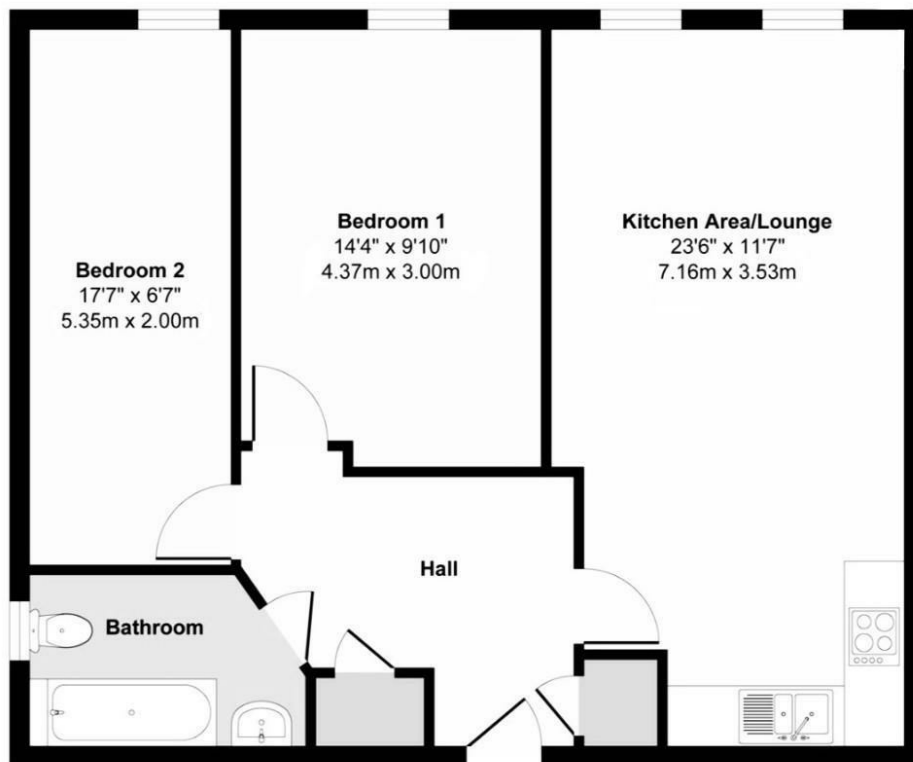 Bedroom 2
17'7" x 6'7"
5.35m x 2.00m
Bedroom 1
14'4" x 9'10"
4.37m x 3.00m
Kitchen Area/Lounge
23'6" x 11'7"
7.16m x 3.53m
Hall
Bathroom